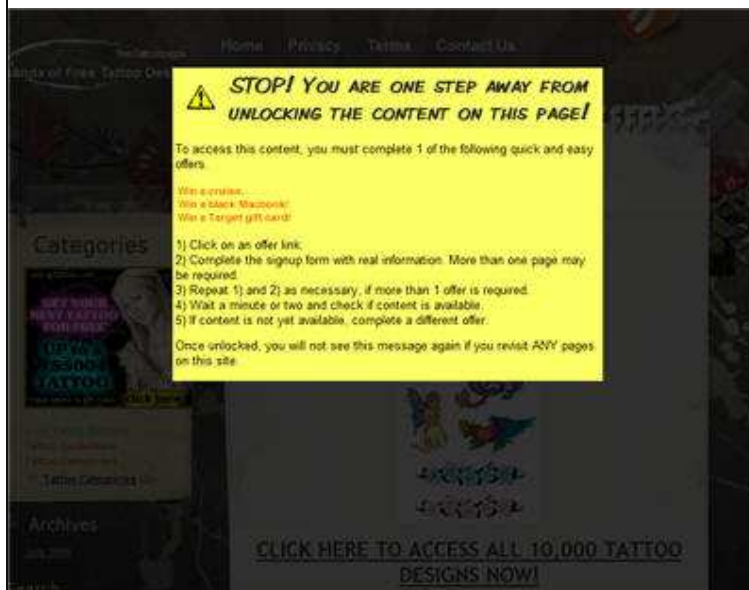 Home Privacy Terms Contact Us
STOP! YOU ARE ONE STEP AWAY FROM
UNLOCKING THE CONTENT ON THIS PAGE!
To access this content, you must complete 1 of the following quick and easy
offers.
Win a cruise.
Win a black Macbook!
Win a Target gift card!
1) Click on an offer link.
2) Complete the signup form with real information. More than one page may
be required.
3) Repeat 1) and 2) as necessary, if more than 1 offer is required.
4) Wait a minute or two and check if content is available.
5) If content is not yet available, complete a different offer.
Once unlocked, you will not see this message again if you revisit ANY pages
on this site.
Categories
GET YOUR
NEXT TATTOO
FOR FREE
UP to a
TATTOO
click here
Archives
Search
CLICK HERE TO ACCESS ALL 10,000 TATTOO
DESIGNS NOW!